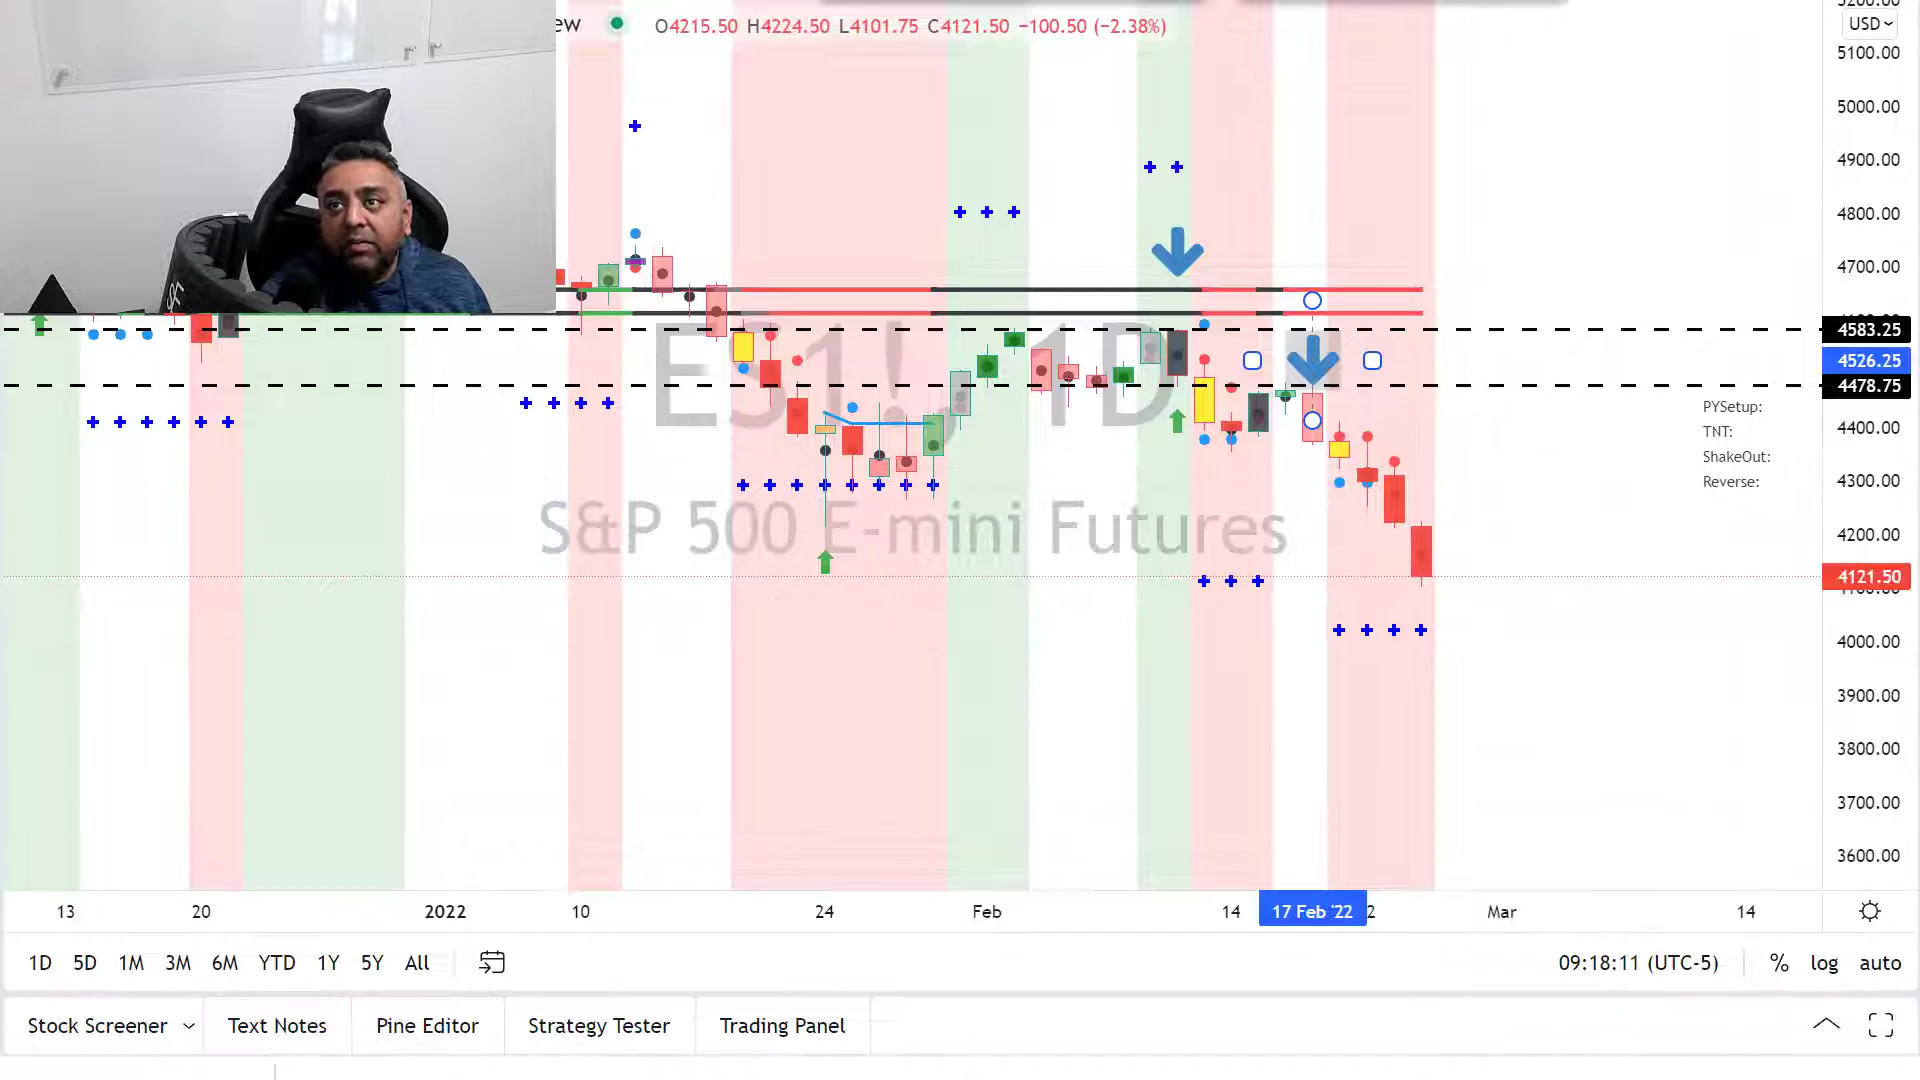 ew O4215.50 H4224.50 L4101.75 C4121.50 −100.50 (−2.38%)
USD
5100.00
5000.00
4900.00
4800.00
4700.00
4583.25
4526.25
4478.75
4400.00
4300.00
4200.00
4121.50
4000.00
3900.00
3800.00
3700.00
3600.00
PYSetup:
TNT:
ShakeOut:
Reverse:
ES1!, 1D
S&P 500 E-mini Futures
13 20 2022 10 24 Feb 14 17 Feb '22 2 Mar 14
1D 5D 1M 3M 6M YTD 1Y 5Y All 09:18:11 (UTC-5) % log auto
Stock Screener Text Notes Pine Editor Strategy Tester Trading Panel